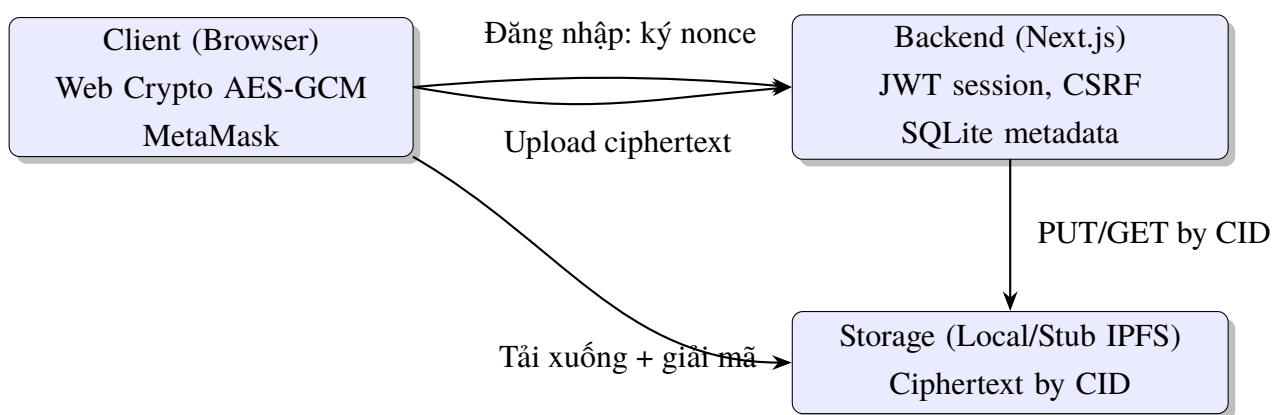 Client (Browser)
Web Crypto AES-GCM
MetaMask
Đăng nhập: ký nonce
Upload ciphertext
Backend (Next.js)
JWT session, CSRF
SQLite metadata
PUT/GET by CID
Tải xuống + giải mã
Storage (Local/Stub IPFS)
Ciphertext by CID